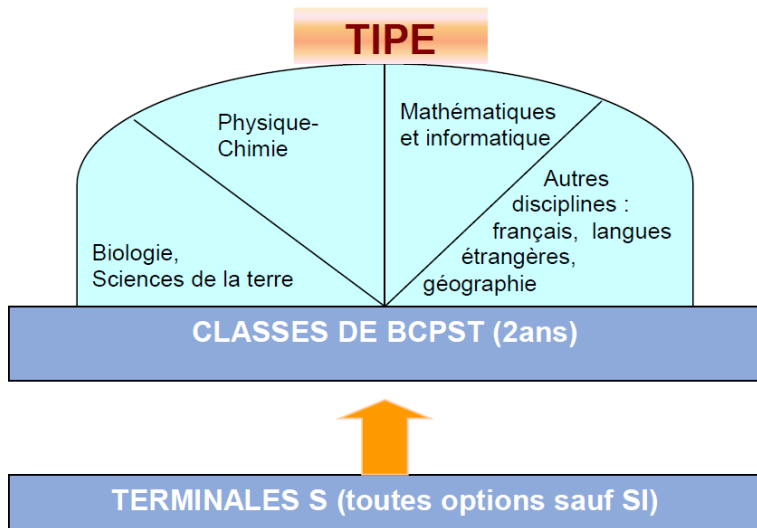 TIPE
Physique-
Chimie
Mathématiques
et informatique
Autres
disciplines :
français, langues
étrangères,
géographie
Biologie,
Sciences de la terre
CLASSES DE BCPST (2ans)
TERMINALES S (toutes options sauf SI)